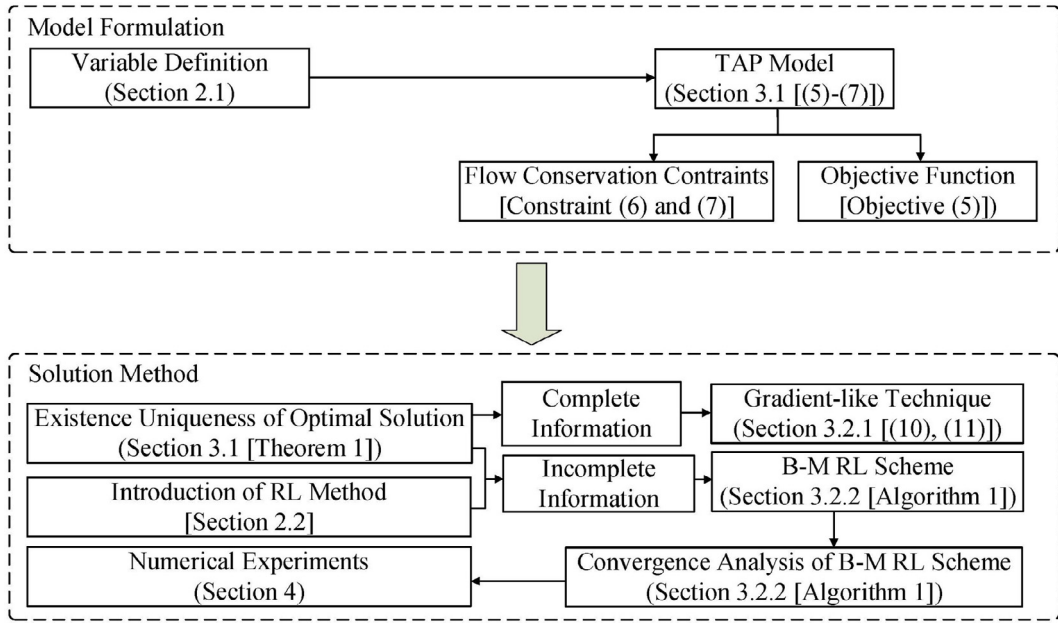 Model Formulation
Variable Definition
(Section 2.1)
TAP Model
(Section 3.1 [(5)-(7)])
Flow Conservation Contraints
[Constraint (6) and (7)]
Objective Function
[Objective (5)])
Solution Method
Existence Uniqueness of Optimal Solution
(Section 3.1 [Theorem 1])
Complete
Information
Gradient-like Technique
(Section 3.2.1 [(10), (11)])
Introduction of RL Method
[Section 2.2]
Incomplete
Information
B-M RL Scheme
(Section 3.2.2 [Algorithm 1])
Numerical Experiments
(Section 4)
Convergence Analysis of B-M RL Scheme
(Section 3.2.2 [Algorithm 1])